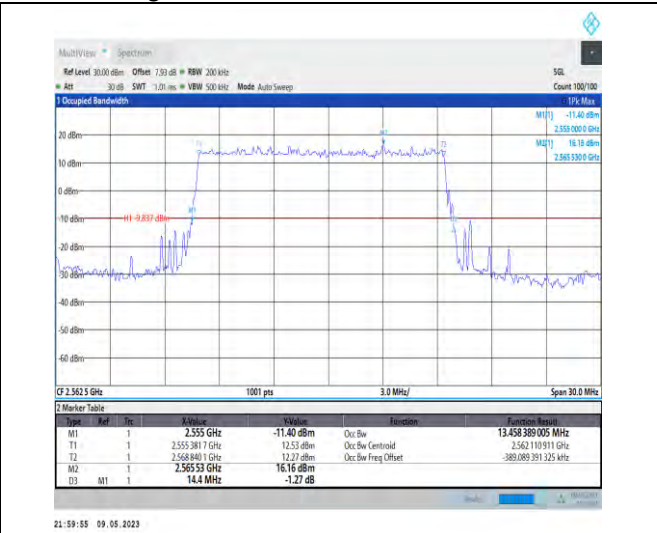 MultiView Spectrum
Ref Level 30.00 dBm Offset 7.93 dB RBW 200 kHz SGL
Att 30 dB SWT 1.01 ms VBW 500 kHz Mode Auto Sweep Count 100/100
1 Occupied Bandwidth 1Pk Max
M1[1] -11.40 dBm
2.555 000 0 GHz
M2[1] 16.16 dBm
2.565 530 0 GHz
20 dBm
M2
T1 T2
10 dBm
0 dBm
M1
-10 dBm H1 -9.837 dBm
-20 dBm
-30 dBm
-40 dBm
-50 dBm
-60 dBm
CF 2.562 5 GHz 1001 pts 3.0 MHz/ Span 30.0 MHz
2 Marker Table
Type Ref Trc X-Value Y-Value Function Function Result
M1 1 2.555 GHz -11.40 dBm Occ Bw 13.458 389 005 MHz
T1 1 2.555 381 7 GHz 12.53 dBm Occ Bw Centroid 2.562 110 911 GHz
T2 1 2.568 840 1 GHz 12.27 dBm Occ Bw Freq Offset -389.089 391 325 kHz
M2 1 2.565 53 GHz 16.16 dBm
D3 M1 1 14.4 MHz -1.27 dB
21:59:55 09.05.2023